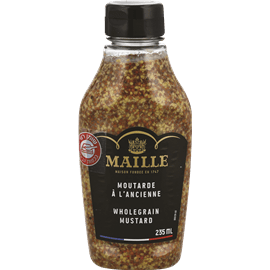 MAILLE
MAISON FONDÉE EN 1747
MOUTARDE
À L'ANCIENNE
WHOLEGRAIN
MUSTARD
235 mL